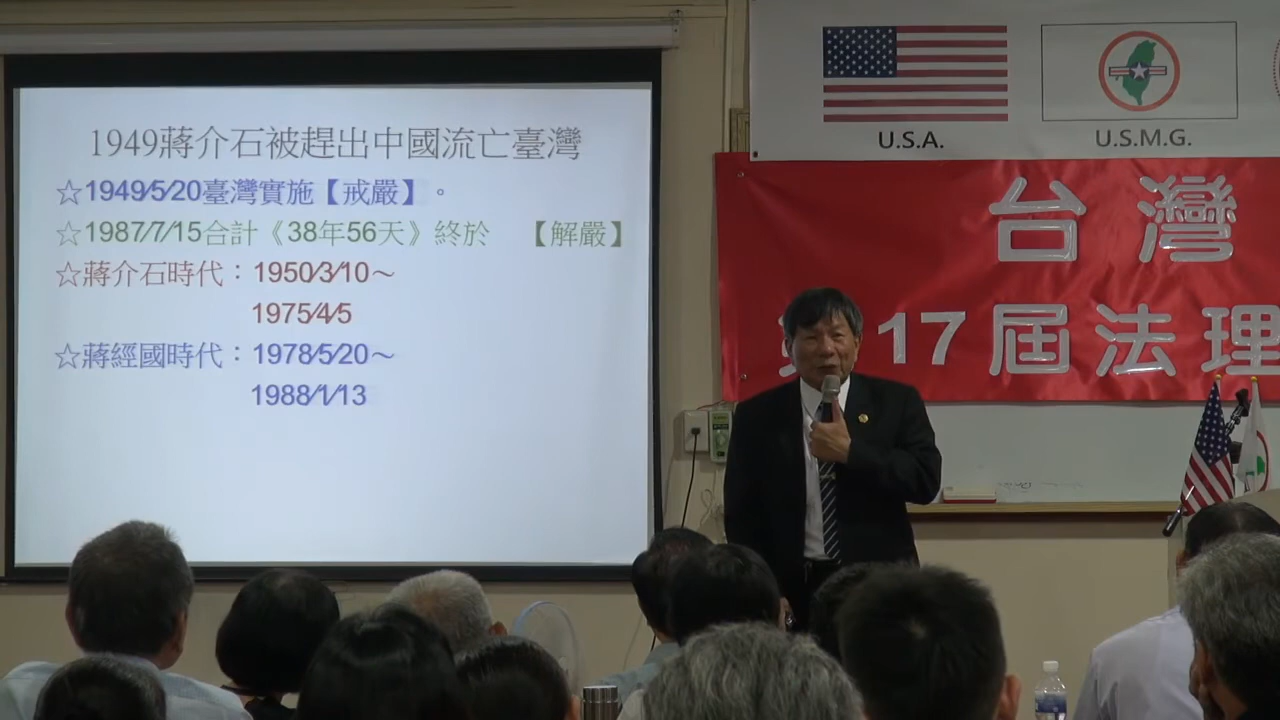 1949蔣介石被趕出中國流亡臺灣
☆1949/5/20臺灣實施【戒嚴】。
☆1987/7/15合計《38年56天》終於 【解嚴】
☆蔣介石時代：1950/3/10～
1975/4/5
☆蔣經國時代：1978/5/20～
1988/1/13
U.S.A.
U.S.M.G.
台灣
17屆法理